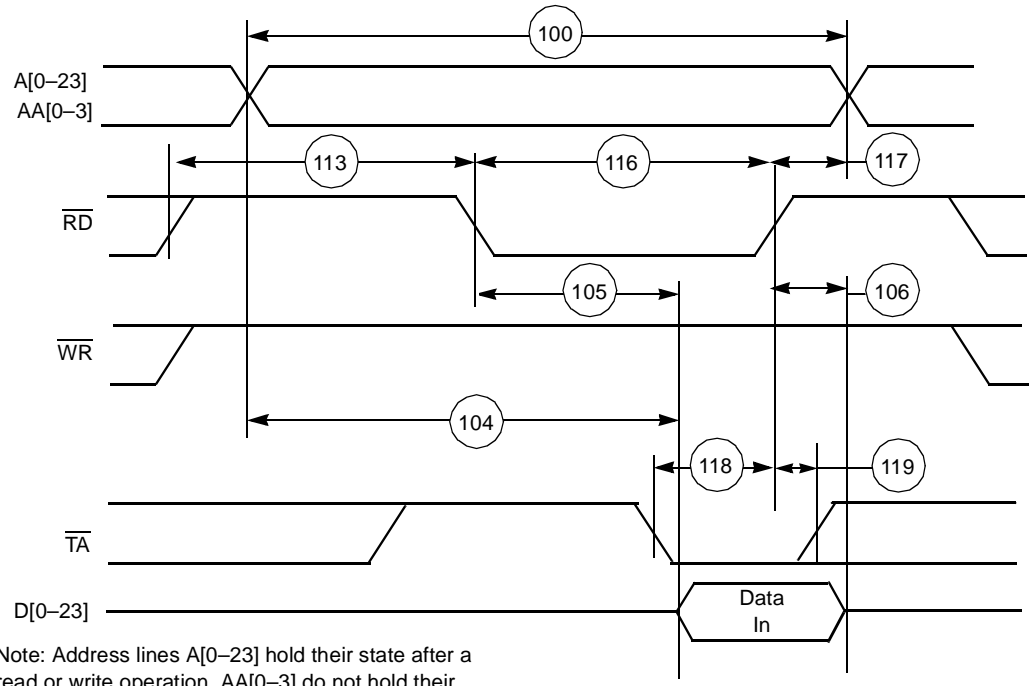 100
A[0–23]
AA[0–3]
113
116
117
RD
105
106
WR
104
118
119
TA
D[0–23]
Data
In
Note: Address lines A[0–23] hold their state after a
read or write operation. AA[0–3] do not hold their